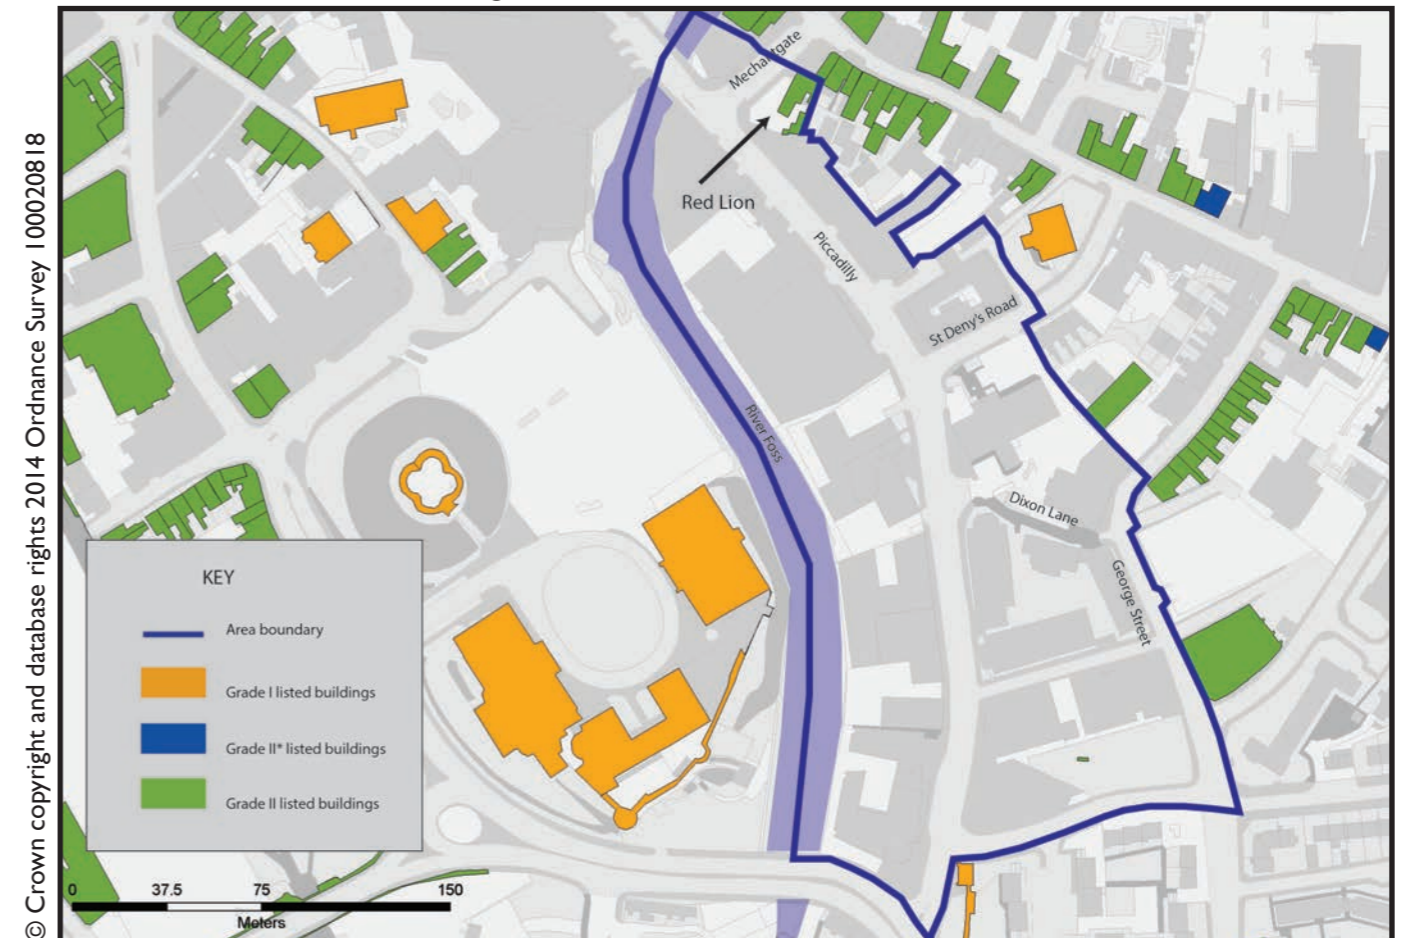 © Crown copyright and database rights 2014 Ordnance Survey 100020818
Mechantgate
Red Lion
Piccadilly
St Deny's Road
River Foss
Dixon Lane
George Street
KEY
Area boundary
Grade I listed buildings
Grade II* listed buildings
Grade II listed buildings
0 37.5 75 150
Meters